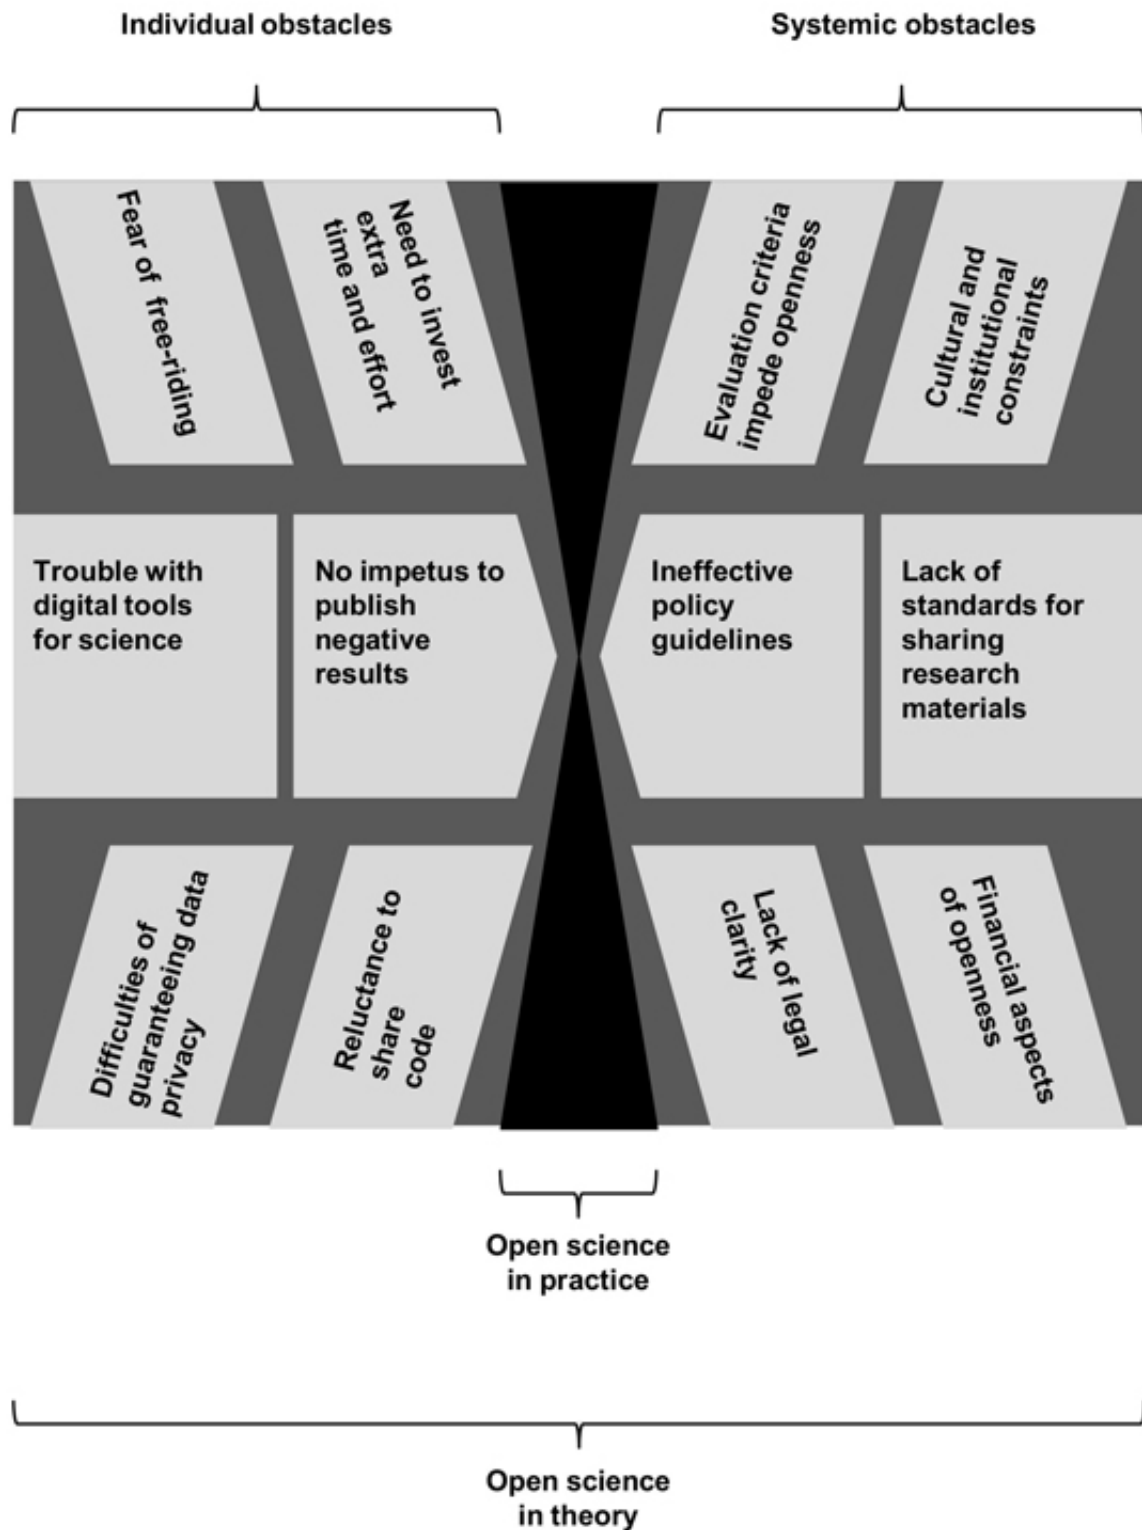 Individual obstacles
Systemic obstacles
Fear of free-riding
Need to invest
extra
time and effort
Evaluation criteria
impede openness
Cultural and
institutional
constraints
Trouble with
digital tools
for science
No impetus to
publish
negative
results
Ineffective
policy
guidelines
Lack of
standards for
sharing
research
materials
Difficulties of
guaranteeing data
privacy
Reluctance to
share
code
Lack of legal
clarity
Financial aspects
of openness
Open science
in practice
Open science
in theory